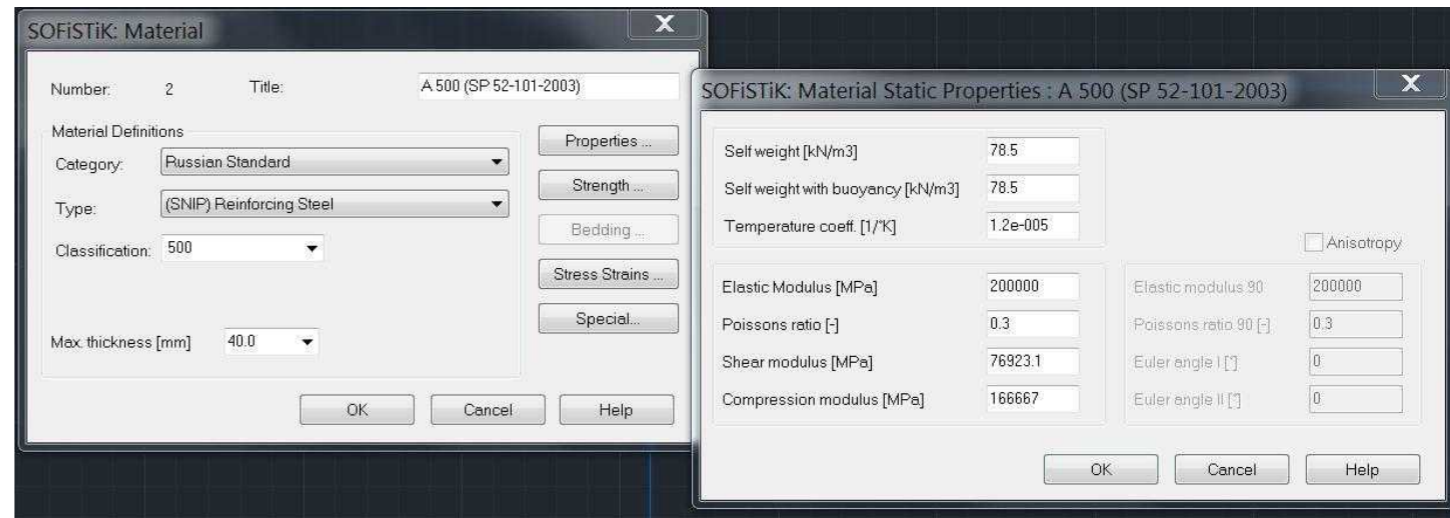 SOFiSTiK: Material
X
Number: 2 Title: A 500 (SP 52-101-2003)
Material Definitions
Category: Russian Standard
Type: (SNIP) Reinforcing Steel
Classification: 500
Max. thickness [mm] 40.0
Properties ...
Strength ...
Bedding ...
Stress Strains ...
Special...
OK Cancel Help
SOFiSTiK: Material Static Properties : A 500 (SP 52-101-2003)
X
Self weight [kN/m3] 78.5
Self weight with buoyancy [kN/m3] 78.5
Temperature coeff. [1/°K] 1.2e-005
Anisotropy
Elastic Modulus [MPa] 200000
Poissons ratio [-] 0.3
Shear modulus [MPa] 76923.1
Compression modulus [MPa] 166667
Elastic modulus 90 200000
Poissons ratio 90 [-] 0.3
Euler angle I [°] 0
Euler angle II [°] 0
OK Cancel Help